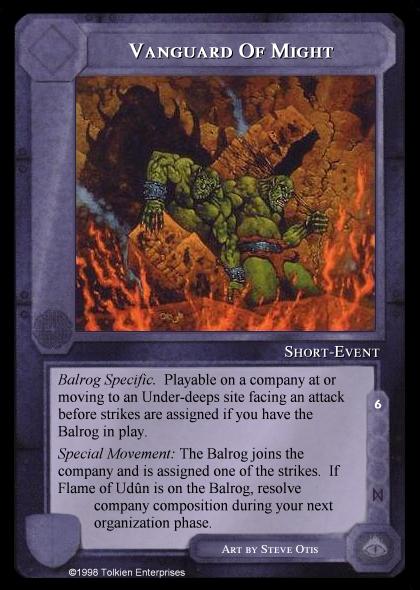 Vanguard Of Might
Short-Event
Balrog Specific. Playable on a company at or
moving to an Under-deeps site facing an attack
before strikes are assigned if you have the
Balrog in play.
6
Special Movement: The Balrog joins the
company and is assigned one of the strikes. If
Flame of Udûn is on the Balrog, resolve
company composition during your next
organization phase.
Art by Steve Otis
©1998 Tolkien Enterprises